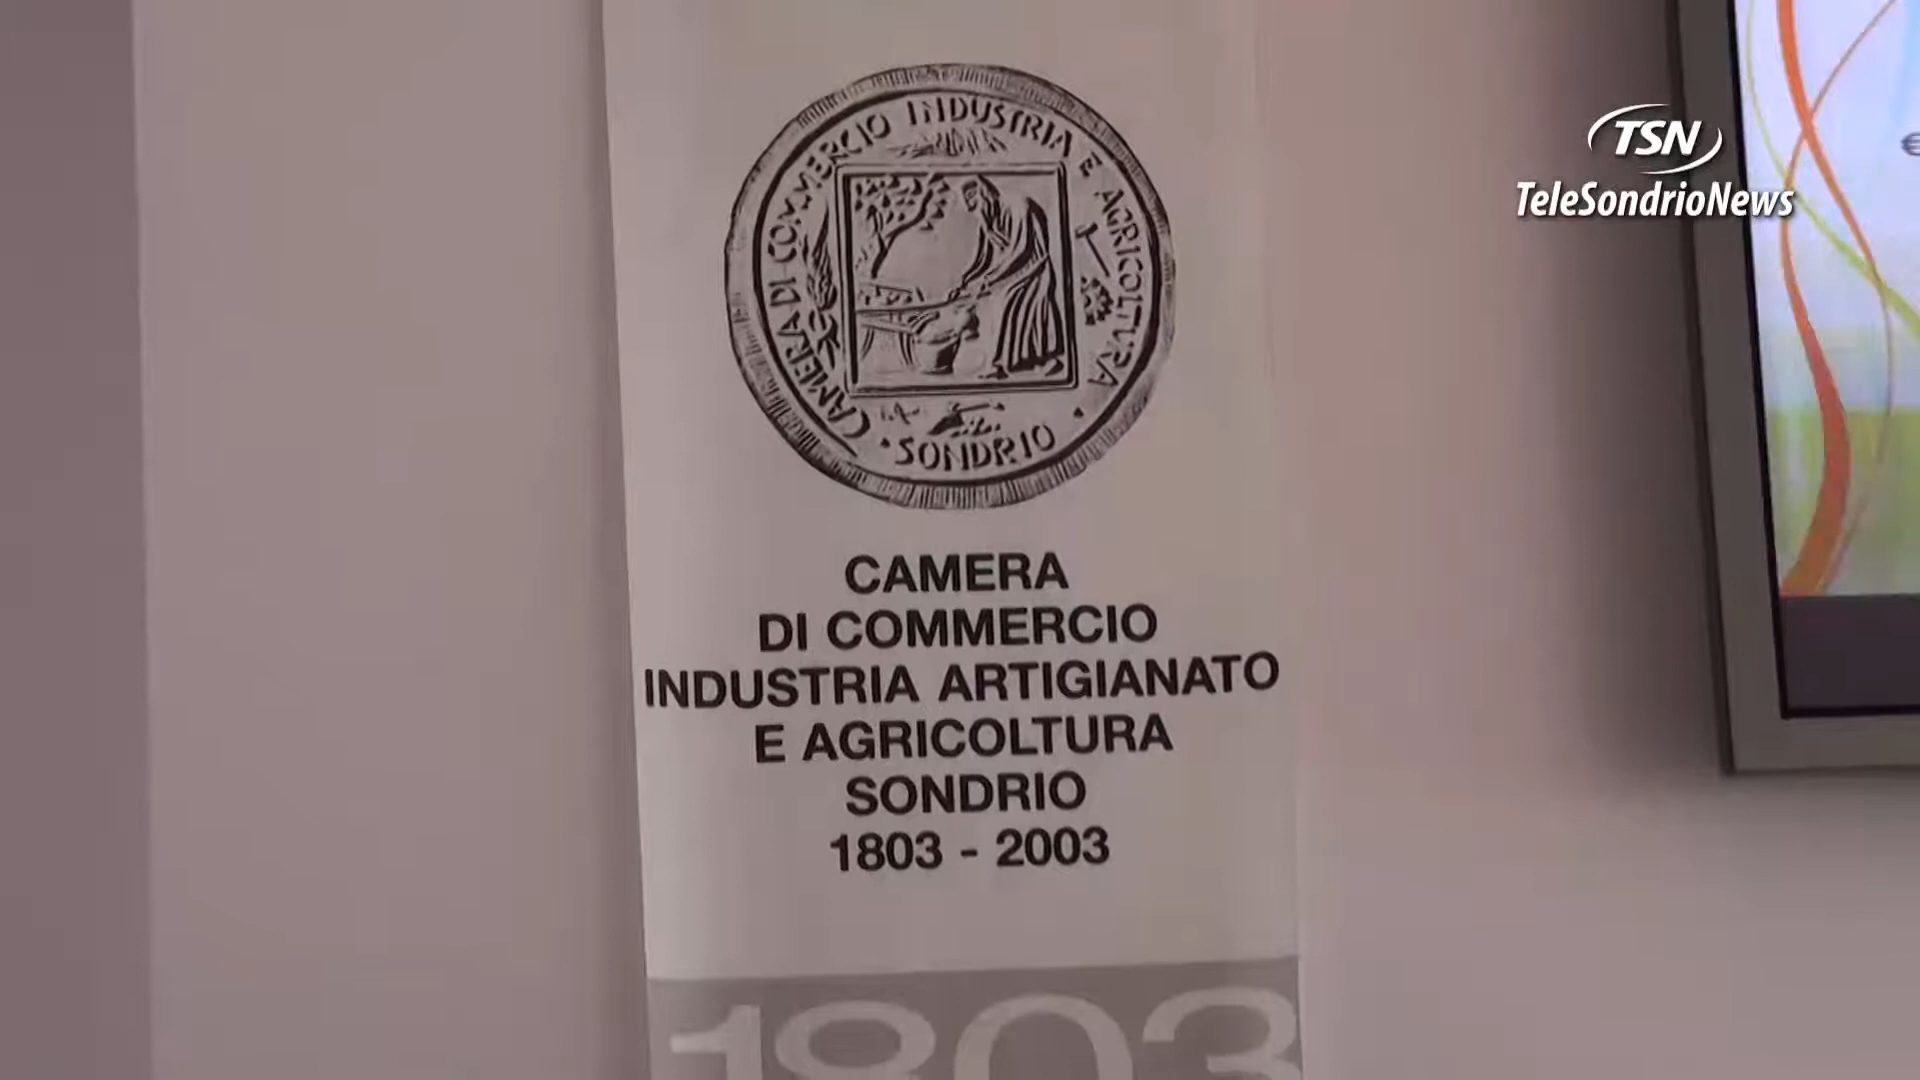 CAMERA DI COMMERCIO INDUSTRIA E AGRICOLTURA
SONDRIO
TSN
TeleSondrioNews
CAMERA
DI COMMERCIO
INDUSTRIA ARTIGIANATO
E AGRICOLTURA
SONDRIO
1803 - 2003
1803